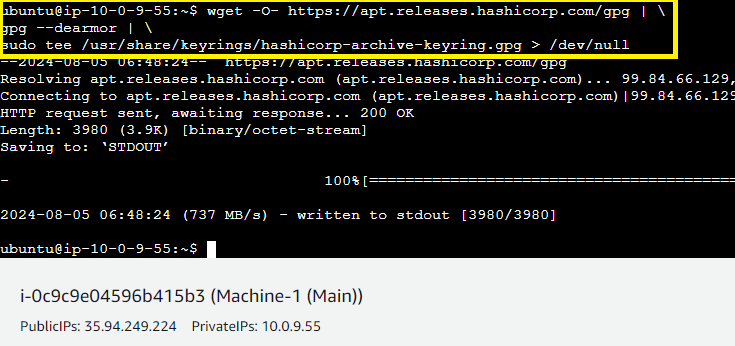 ubuntu@ip-10-0-9-55:~$ wget -O- https://apt.releases.hashicorp.com/gpg | \
gpg --dearmor | \
sudo tee /usr/share/keyrings/hashicorp-archive-keyring.gpg > /dev/null
--2024-08-05 06:48:24--  https://apt.releases.hashicorp.com/gpg
Resolving apt.releases.hashicorp.com (apt.releases.hashicorp.com)... 99.84.66.129,
Connecting to apt.releases.hashicorp.com (apt.releases.hashicorp.com)|99.84.66.129
HTTP request sent, awaiting response... 200 OK
Length: 3980 (3.9K) [binary/octet-stream]
Saving to: ‘STDOUT’
- 100%[=========================================
2024-08-05 06:48:24 (737 MB/s) - written to stdout [3980/3980]
ubuntu@ip-10-0-9-55:~$
i-0c9c9e04596b415b3 (Machine-1 (Main))
PublicIPs: 35.94.249.224 PrivateIPs: 10.0.9.55